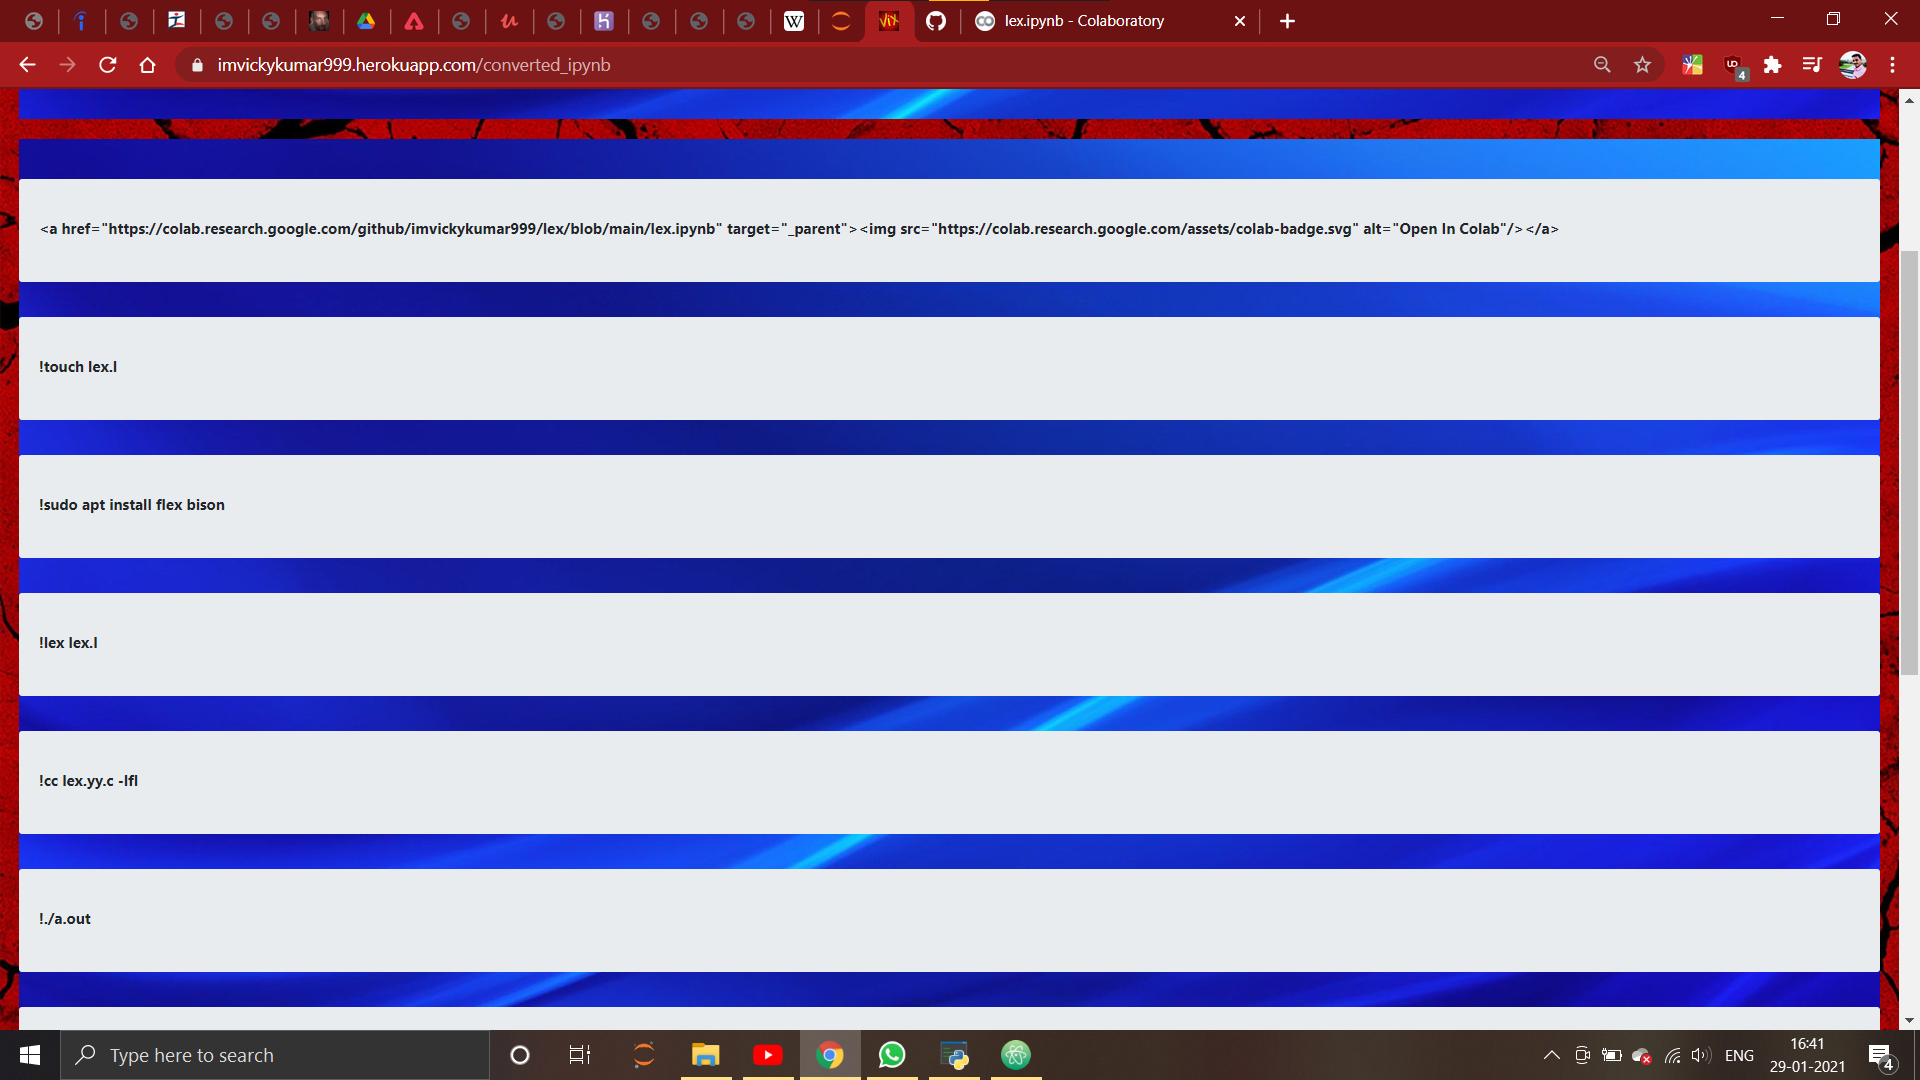 lex.ipynb - Colaboratory
imvickykumar999.herokuapp.com/converted_ipynb
4
<a href="https://colab.research.google.com/github/imvickykumar999/lex/blob/main/lex.ipynb" target="_parent"><img src="https://colab.research.google.com/assets/colab-badge.svg" alt="Open In Colab"/></a>
!touch lex.l
!sudo apt install flex bison
!lex lex.l
!cc lex.yy.c -lfl
!./a.out
Type here to search
ENG
16:41
29-01-2021
4